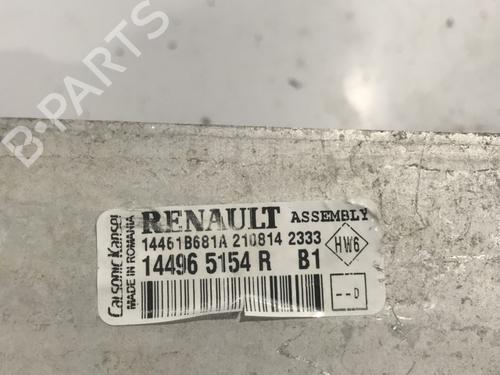 B-PARTS
RENAULT ASSEMBLY
14461B681A 210814 2333
14496 5154 R B1
HW6
--D
Calsonic Kansei
MADE IN ROMANIA